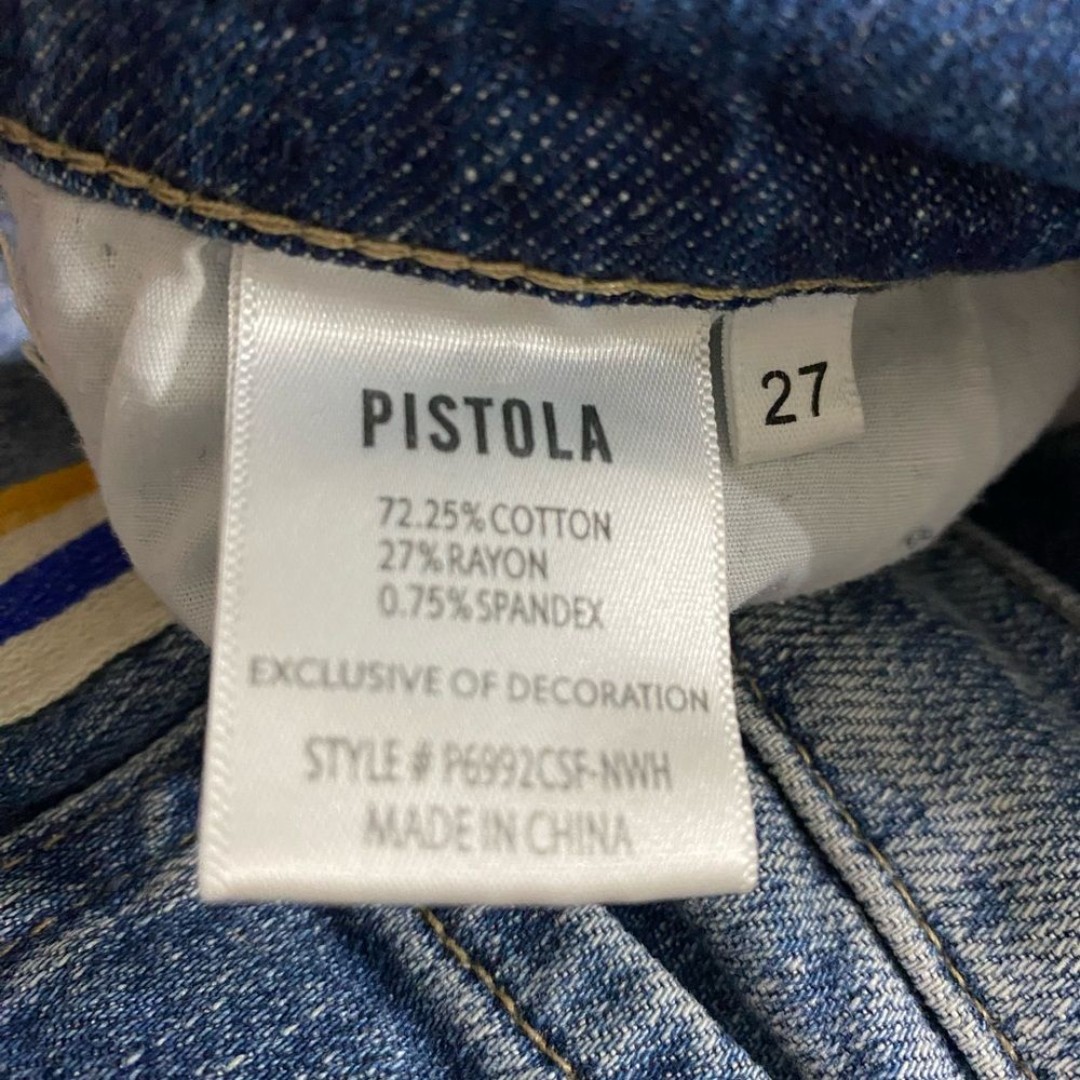 PISTOLA
27
72.25% COTTON
27% RAYON
0.75% SPANDEX
EXCLUSIVE OF DECORATION
STYLE # P6992CSF-NWH
MADE IN CHINA